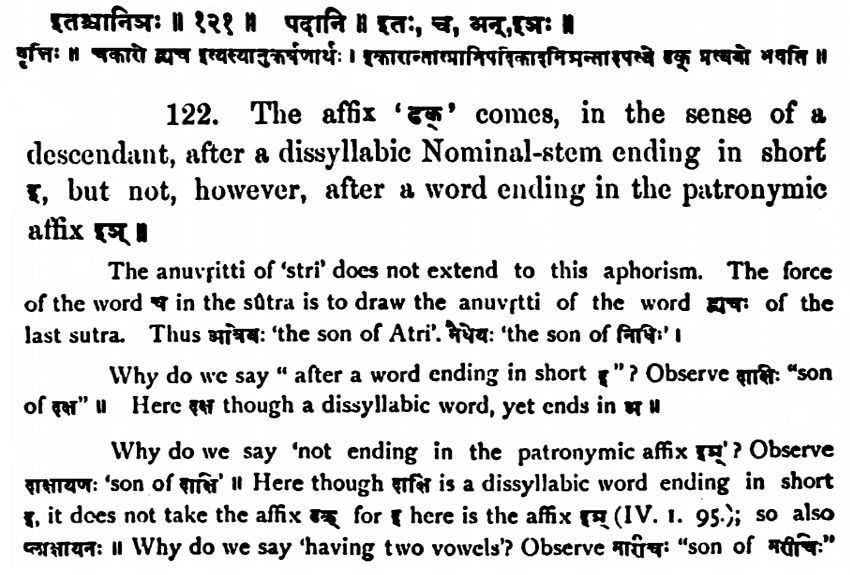 इतश्चानिञः ॥ १२१ ॥ पदानि ॥ इतः, च, अन्,इञः ॥
वृत्तिः ॥ चकारो द्व्यच इत्यस्यानुकर्षणार्थः । इकारान्तात्प्रातिपदिकादनिञन्तादपत्ये ढक् प्रत्ययो भवति ॥
122. The affix 'ढक्' comes, in the sense of a
descendant, after a dissyllabic Nominal-stem ending in short
इ, but not, however, after a word ending in the patronymic
affix इञ् ॥
The anuvṛitti of 'stri' does not extend to this aphorism. The force
of the word च in the sûtra is to draw the anuvṛtti of the word द्व्यचः of the
last sutra. Thus आत्रेयः 'the son of Atri'. नैधेयः 'the son of निधिः' ।
Why do we say " after a word ending in short इ "? Observe दाक्षिः "son
of दक्ष" ॥ Here दक्ष though a dissyllabic word, yet ends in अ ॥
Why do we say 'not ending in the patronymic affix इञ्'? Observe
दाक्षायणः 'son of दाक्षि' ॥ Here though दाक्षि is a dissyllabic word ending in short
इ, it does not take the affix ढक् for इ here is the affix इञ् (IV. 1. 95.); so also
प्लाक्षायनः ॥ Why do we say 'having two vowels'? Observe मारीचः "son of मरीचिः"